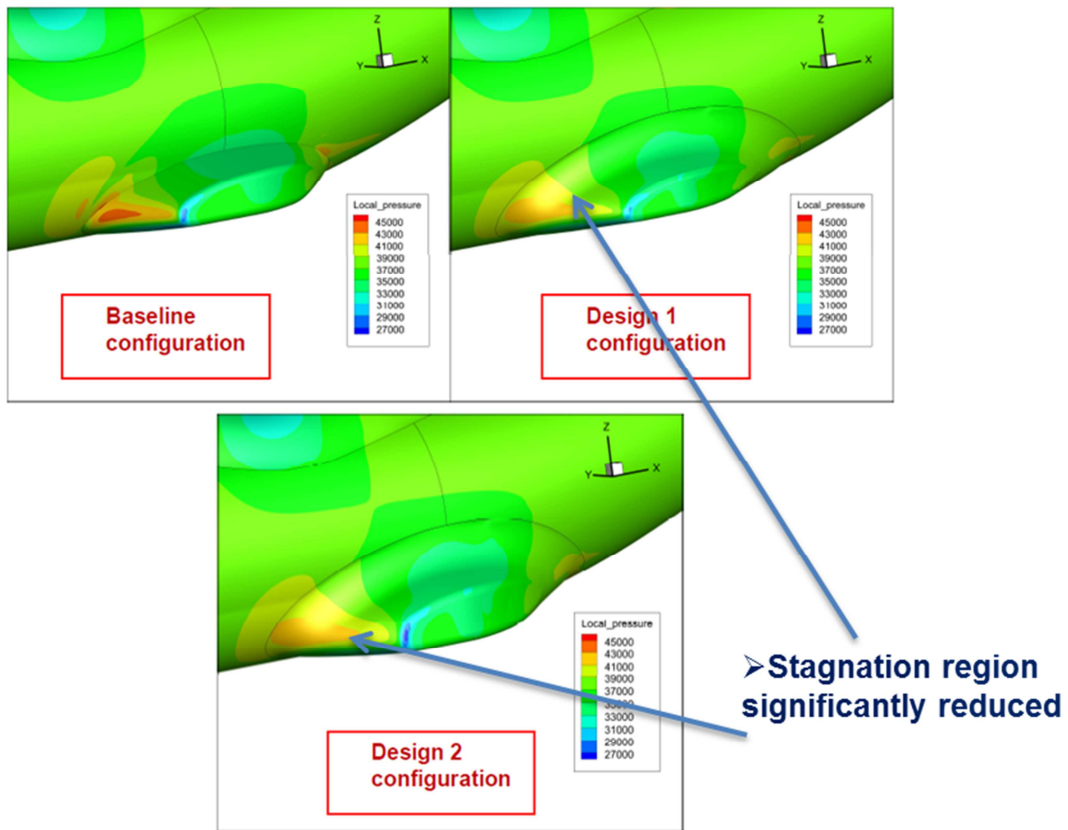 Z
Y
X
Local_pressure
45000
43000
41000
39000
37000
35000
33000
31000
29000
27000
Baseline
configuration
Z
Y
X
Local_pressure
45000
43000
41000
39000
37000
35000
33000
31000
29000
27000
Design 1
configuration
Z
Y
X
Local_pressure
45000
43000
41000
39000
37000
35000
33000
31000
29000
27000
Design 2
configuration
➢Stagnation region
significantly reduced